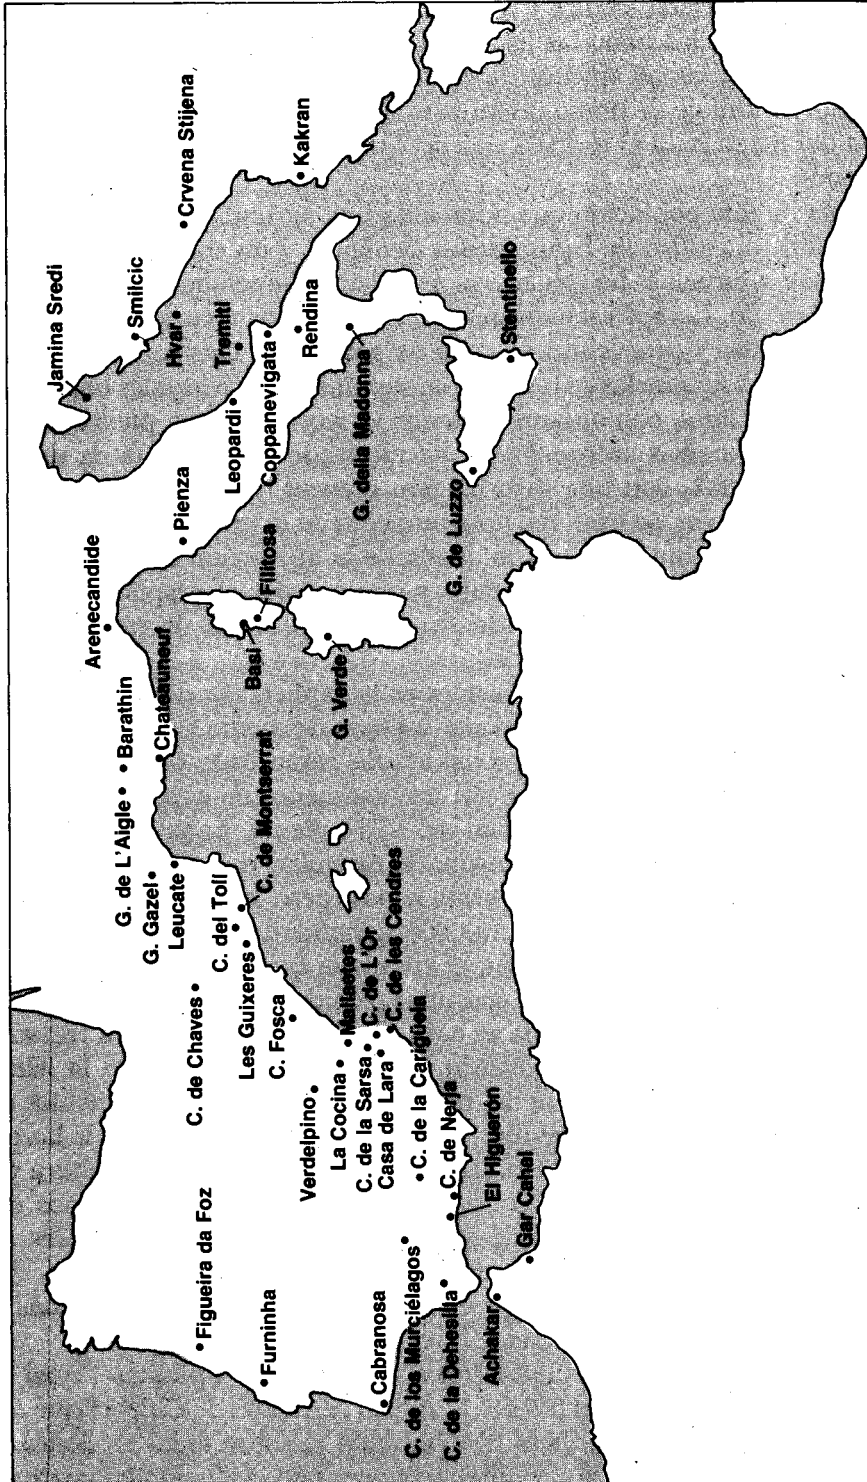 Jamina Sredi
Smilcic
Crvena Stijena
Hvar
Kakran
Tremiti
Leopardi
Coppanevigata
Rendina
Pienza
G. della Madonna
Stentinello
G. de Luzzo
Arenecandide
Filitosa
Basi
G. Verde
Barathin
Chateauneuf
G. de L'Aigle
G. Gazel
Leucate
C. de Montserrat
C. del Toll
Les Guixeres
C. de Chaves
C. Fosca
Mallaetes
C. de L'Or
C. de les Cendres
Verdelpino
La Cocina
C. de la Sarsa
Casa de Lara
C. de la Carigüela
C. de Nerja
El Higuerón
Gar Cahal
Figueira da Foz
Furninha
Cabranosa
C. de los Murciélagos
C. de la Dehesilla
Achakar